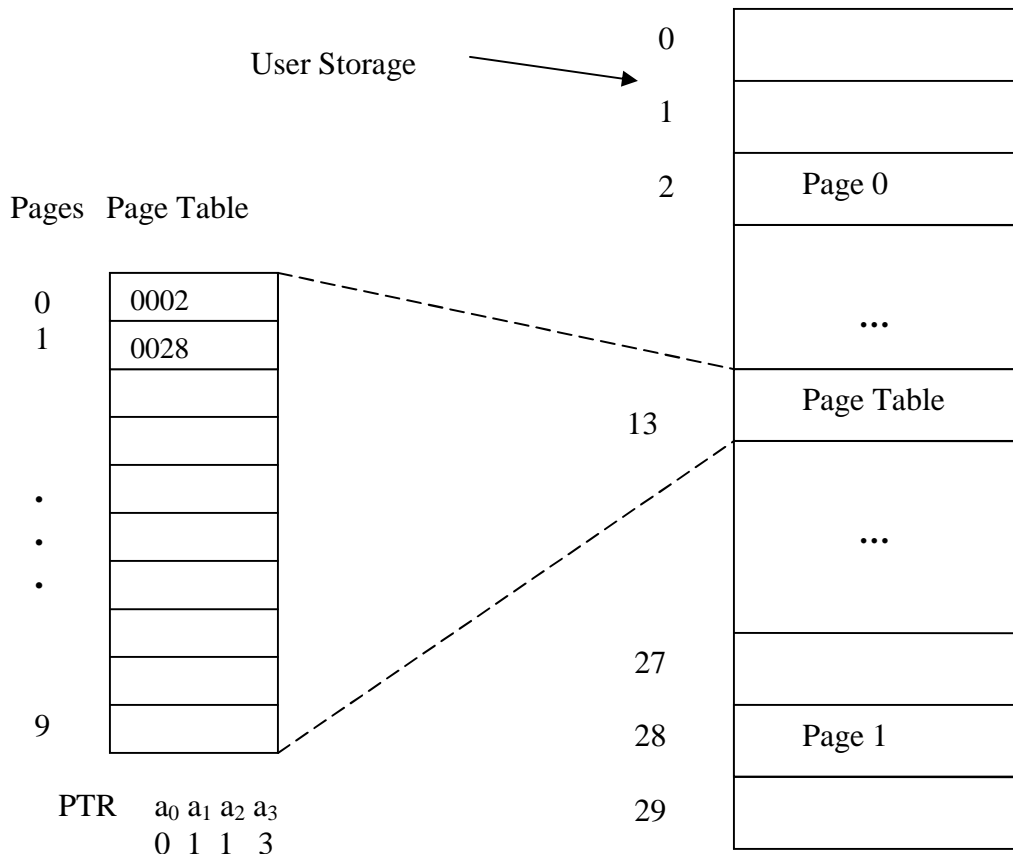 0
User Storage
1
2 Page 0
Pages Page Table
0 0002
1 0028
...
Page Table
13
...
27
9
28 Page 1
PTR a0 a1 a2 a3
0 1 1 3
29